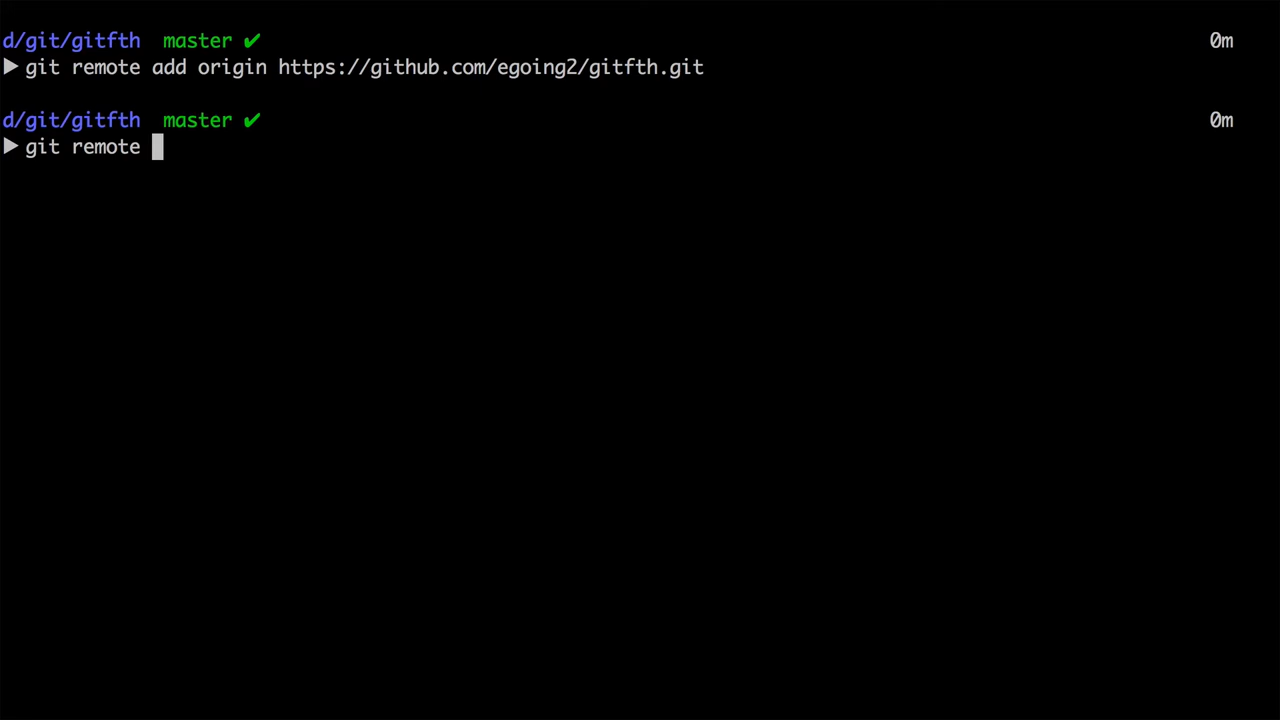 d/git/gitfth master ✔ 0m
▶ git remote add origin https://github.com/egoing2/gitfth.git
d/git/gitfth master ✔ 0m
▶ git remote